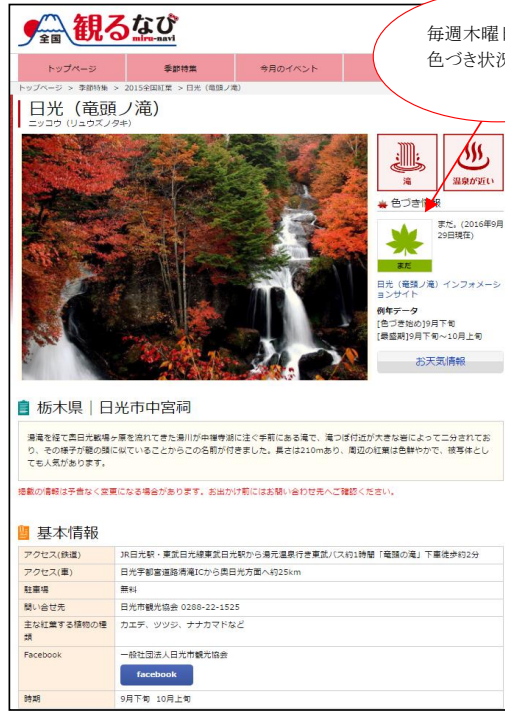 全国 観るなび
miru-navi
毎週木曜日
色づき状況
トップページ 季節特集 今月のイベント
トップページ > 季節特集 > 2015全国紅葉 > 日光（竜頭ノ滝）
日光（竜頭ノ滝）
ニッコウ（リュウズノタキ）
滝 温泉が近い
色づき情報
まだ。(2016年9月
29日現在)
まだ
日光（竜頭ノ滝）インフォメーシ
ョンサイト
例年データ
[色づき始め]9月下旬
[最盛期]9月下旬～10月上旬
お天気情報
栃木県｜日光市中宮祠
湯滝を経て奥日光戦場ヶ原を流れてきた湯川が中禅寺湖に注ぐ手前にある滝で、滝つぼ付近が大きな岩によって二分されてお
り、その様子が龍の頭に似ていることからこの名前が付きました。長さは210mあり、周辺の紅葉は色鮮やかで、被写体とし
ても人気があります。
掲載の情報は予告なく変更になる場合があります。お出かけ前にはお問い合わせ先へご確認ください。
基本情報
アクセス(鉄道) JR日光駅・東武日光線東武日光駅から湯元温泉行き東武バス約1時間「竜頭の滝」下車徒歩約2分
アクセス(車) 日光宇都宮道路清滝ICから奥日光方面へ約25km
駐車場 無料
問い合せ先 日光市観光協会 0288-22-1525
主な紅葉する植物の種
類 カエデ、ツツジ、ナナカマドなど
Facebook 一般社団法人日光市観光協会
facebook
時期 9月下旬 10月上旬